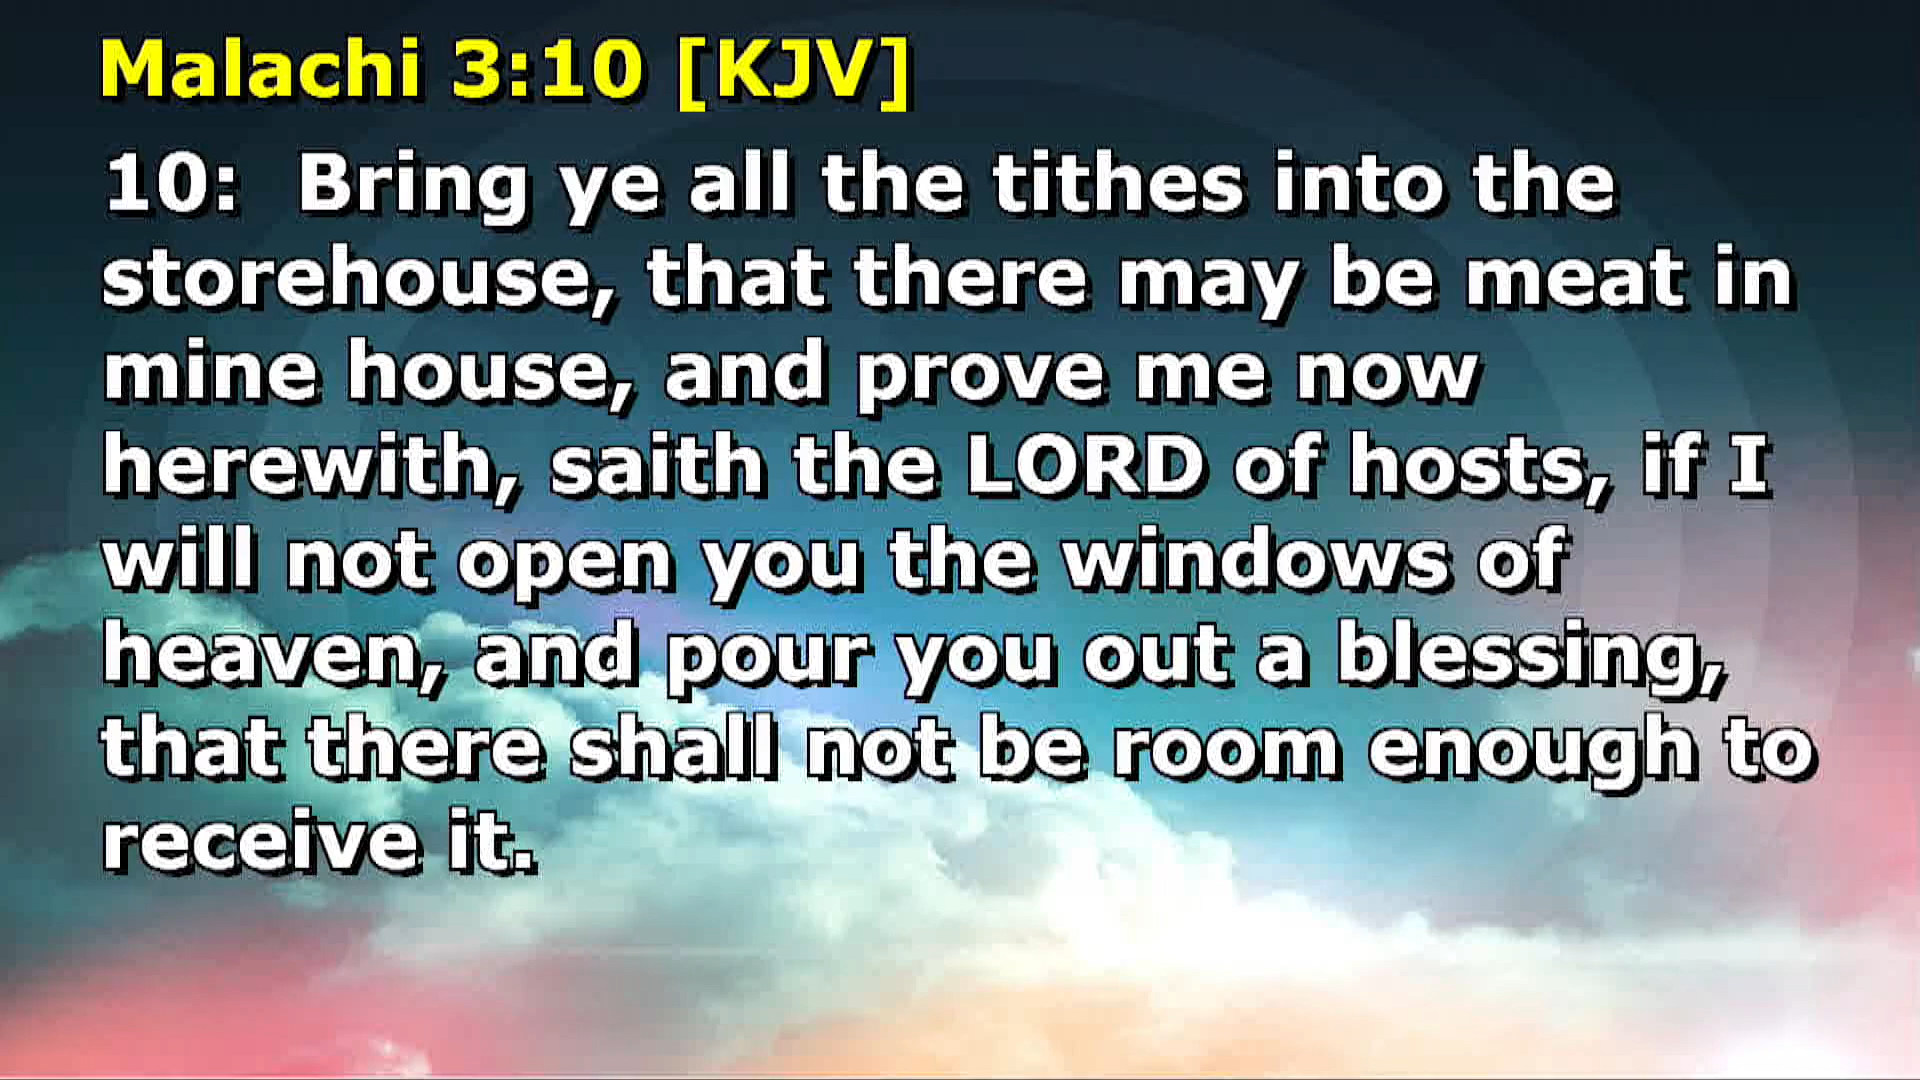 Malachi 3:10 [KJV]
10: Bring ye all the tithes into the
storehouse, that there may be meat in
mine house, and prove me now
herewith, saith the LORD of hosts, if I
will not open you the windows of
heaven, and pour you out a blessing,
that there shall not be room enough to
receive it.